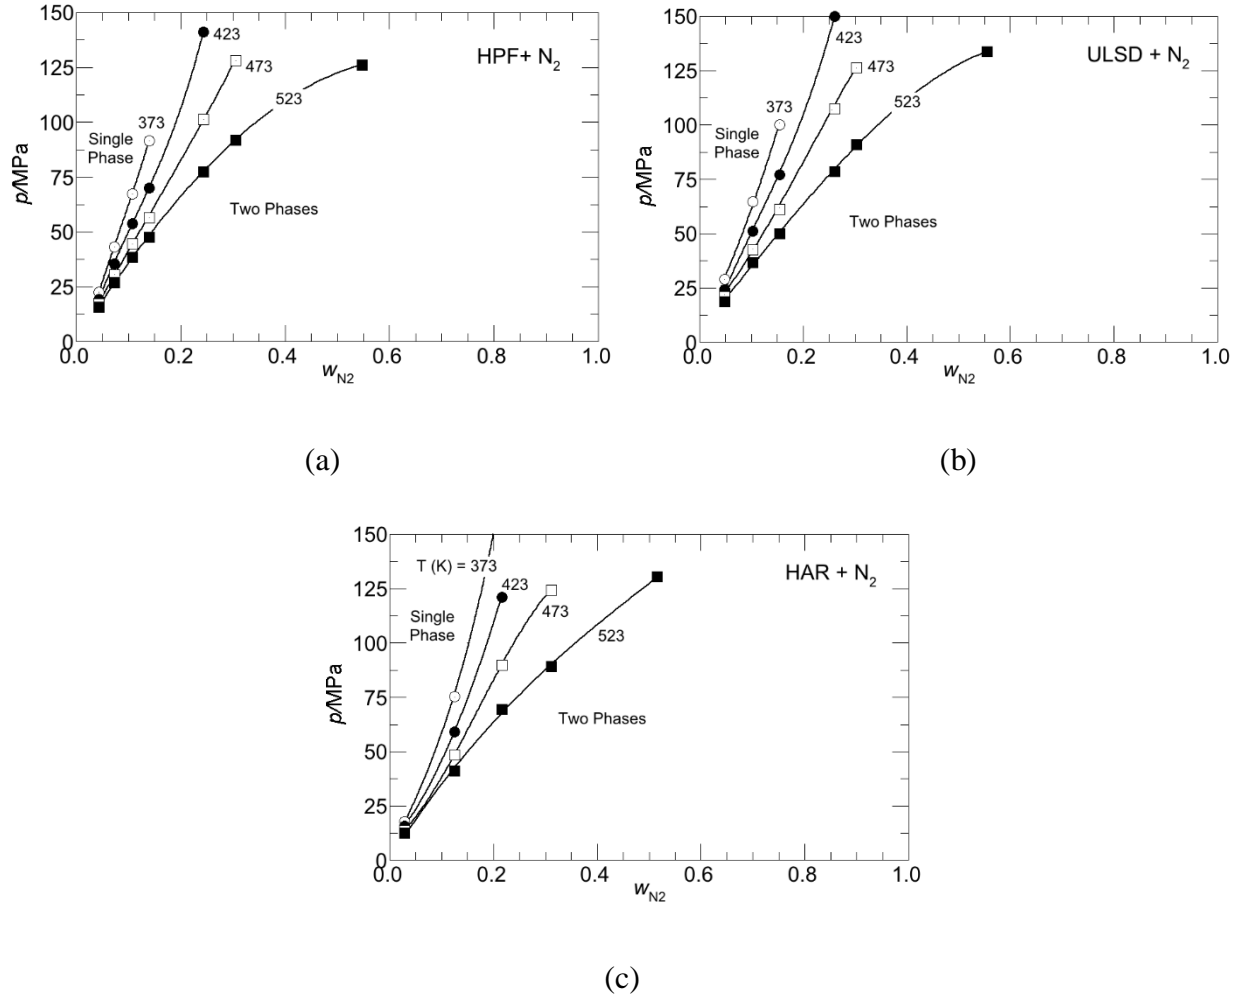 150
125
100
75
50
25
0
p/MPa
423
473
HPF+ N2
523
373
Single
Phase
Two Phases
0.0 0.2 0.4 0.6 0.8 1.0
wN2
(a)
150
125
100
75
50
25
0
p/MPa
423
473
ULSD + N2
523
373
Single
Phase
Two Phases
0.0 0.2 0.4 0.6 0.8 1.0
wN2
(b)
150
125
100
75
50
25
0
p/MPa
T (K) = 373
423
HAR + N2
473
Single
Phase
523
Two Phases
0.0 0.2 0.4 0.6 0.8 1.0
wN2
(c)